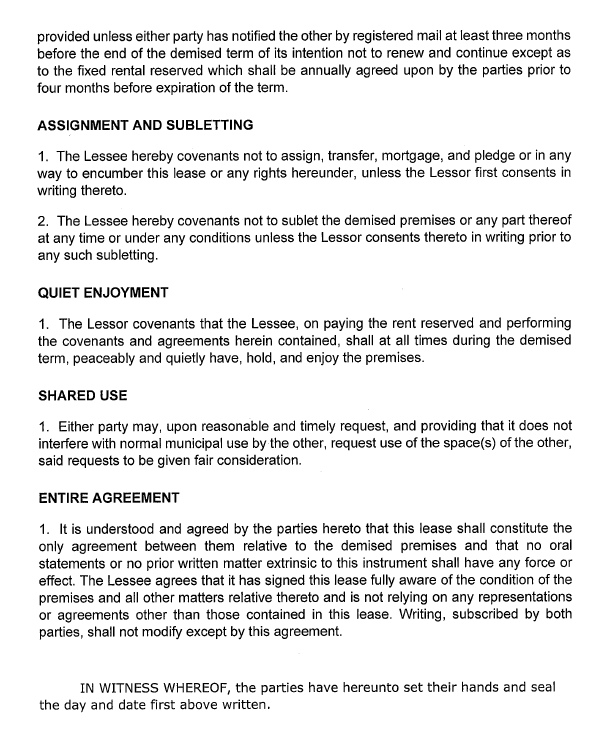 provided unless either party has notified the other by registered mail at least three months
before the end of the demised term of its intention not to renew and continue except as
to the fixed rental reserved which shall be annually agreed upon by the parties prior to
four months before expiration of the term.
ASSIGNMENT AND SUBLETTING
1. The Lessee hereby covenants not to assign, transfer, mortgage, and pledge or in any
way to encumber this lease or any rights hereunder, unless the Lessor first consents in
writing thereto.
2. The Lessee hereby covenants not to sublet the demised premises or any part thereof
at any time or under any conditions unless the Lessor consents thereto in writing prior to
any such subletting.
QUIET ENJOYMENT
1. The Lessor covenants that the Lessee, on paying the rent reserved and performing
the covenants and agreements herein contained, shall at all times during the demised
term, peaceably and quietly have, hold, and enjoy the premises.
SHARED USE
1. Either party may, upon reasonable and timely request, and providing that it does not
interfere with normal municipal use by the other, request use of the space(s) of the other,
said requests to be given fair consideration.
ENTIRE AGREEMENT
1. It is understood and agreed by the parties hereto that this lease shall constitute the
only agreement between them relative to the demised premises and that no oral
statements or no prior written matter extrinsic to this instrument shall have any force or
effect. The Lessee agrees that it has signed this lease fully aware of the condition of the
premises and all other matters relative thereto and is not relying on any representations
or agreements other than those contained in this lease. Writing, subscribed by both
parties, shall not modify except by this agreement.
IN WITNESS WHEREOF, the parties have hereunto set their hands and seal
the day and date first above written.